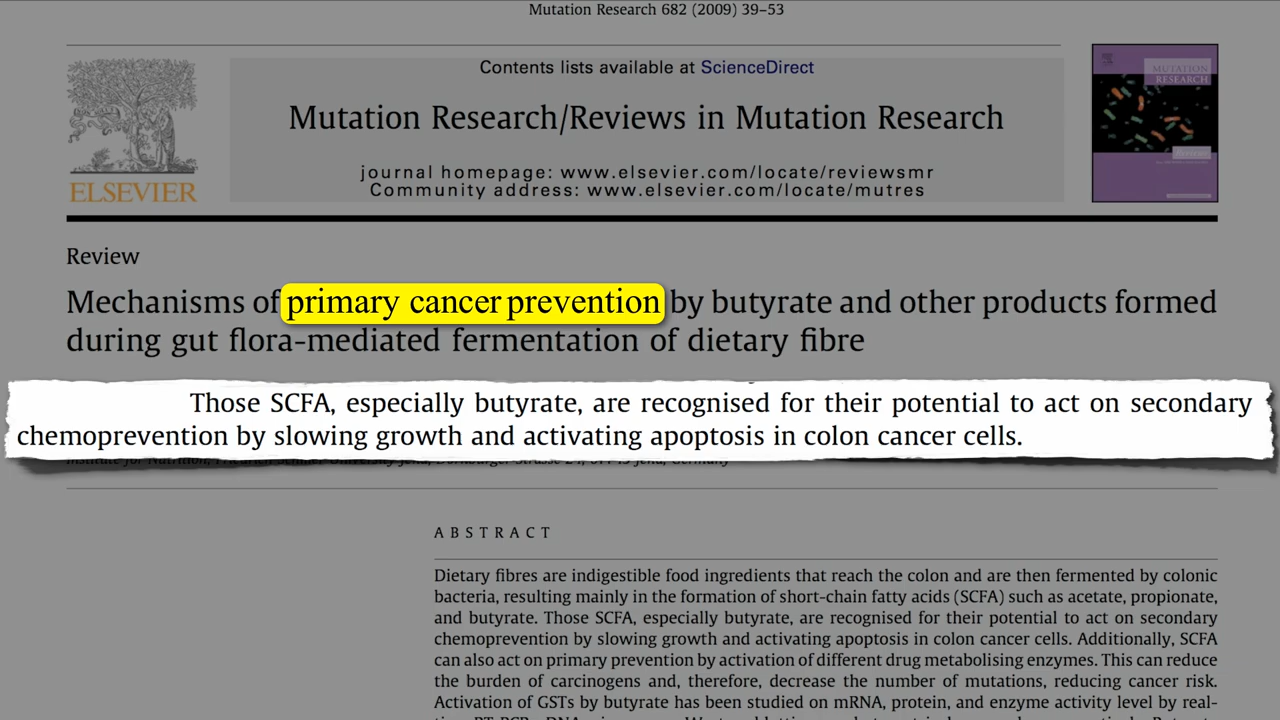 Mutation Research 682 (2009) 39–53
Contents lists available at ScienceDirect
Mutation Research/Reviews in Mutation Research
journal homepage: www.elsevier.com/locate/reviewsmr
Community address: www.elsevier.com/locate/mutres
ELSEVIER
MUTATION
RESEARCH
Review
Mechanisms of primary cancer prevention by butyrate and other products formed
during gut flora-mediated fermentation of dietary fibre
Those SCFA, especially butyrate, are recognised for their potential to act on secondary
chemoprevention by slowing growth and activating apoptosis in colon cancer cells.
ABSTRACT
Dietary fibres are indigestible food ingredients that reach the colon and are then fermented by colonic
bacteria, resulting mainly in the formation of short-chain fatty acids (SCFA) such as acetate, propionate,
and butyrate. Those SCFA, especially butyrate, are recognised for their potential to act on secondary
chemoprevention by slowing growth and activating apoptosis in colon cancer cells. Additionally, SCFA
can also act on primary prevention by activation of different drug metabolising enzymes. This can reduce
the burden of carcinogens and, therefore, decrease the number of mutations, reducing cancer risk.
Activation of GSTs by butyrate has been studied on mRNA, protein, and enzyme activity level by real-